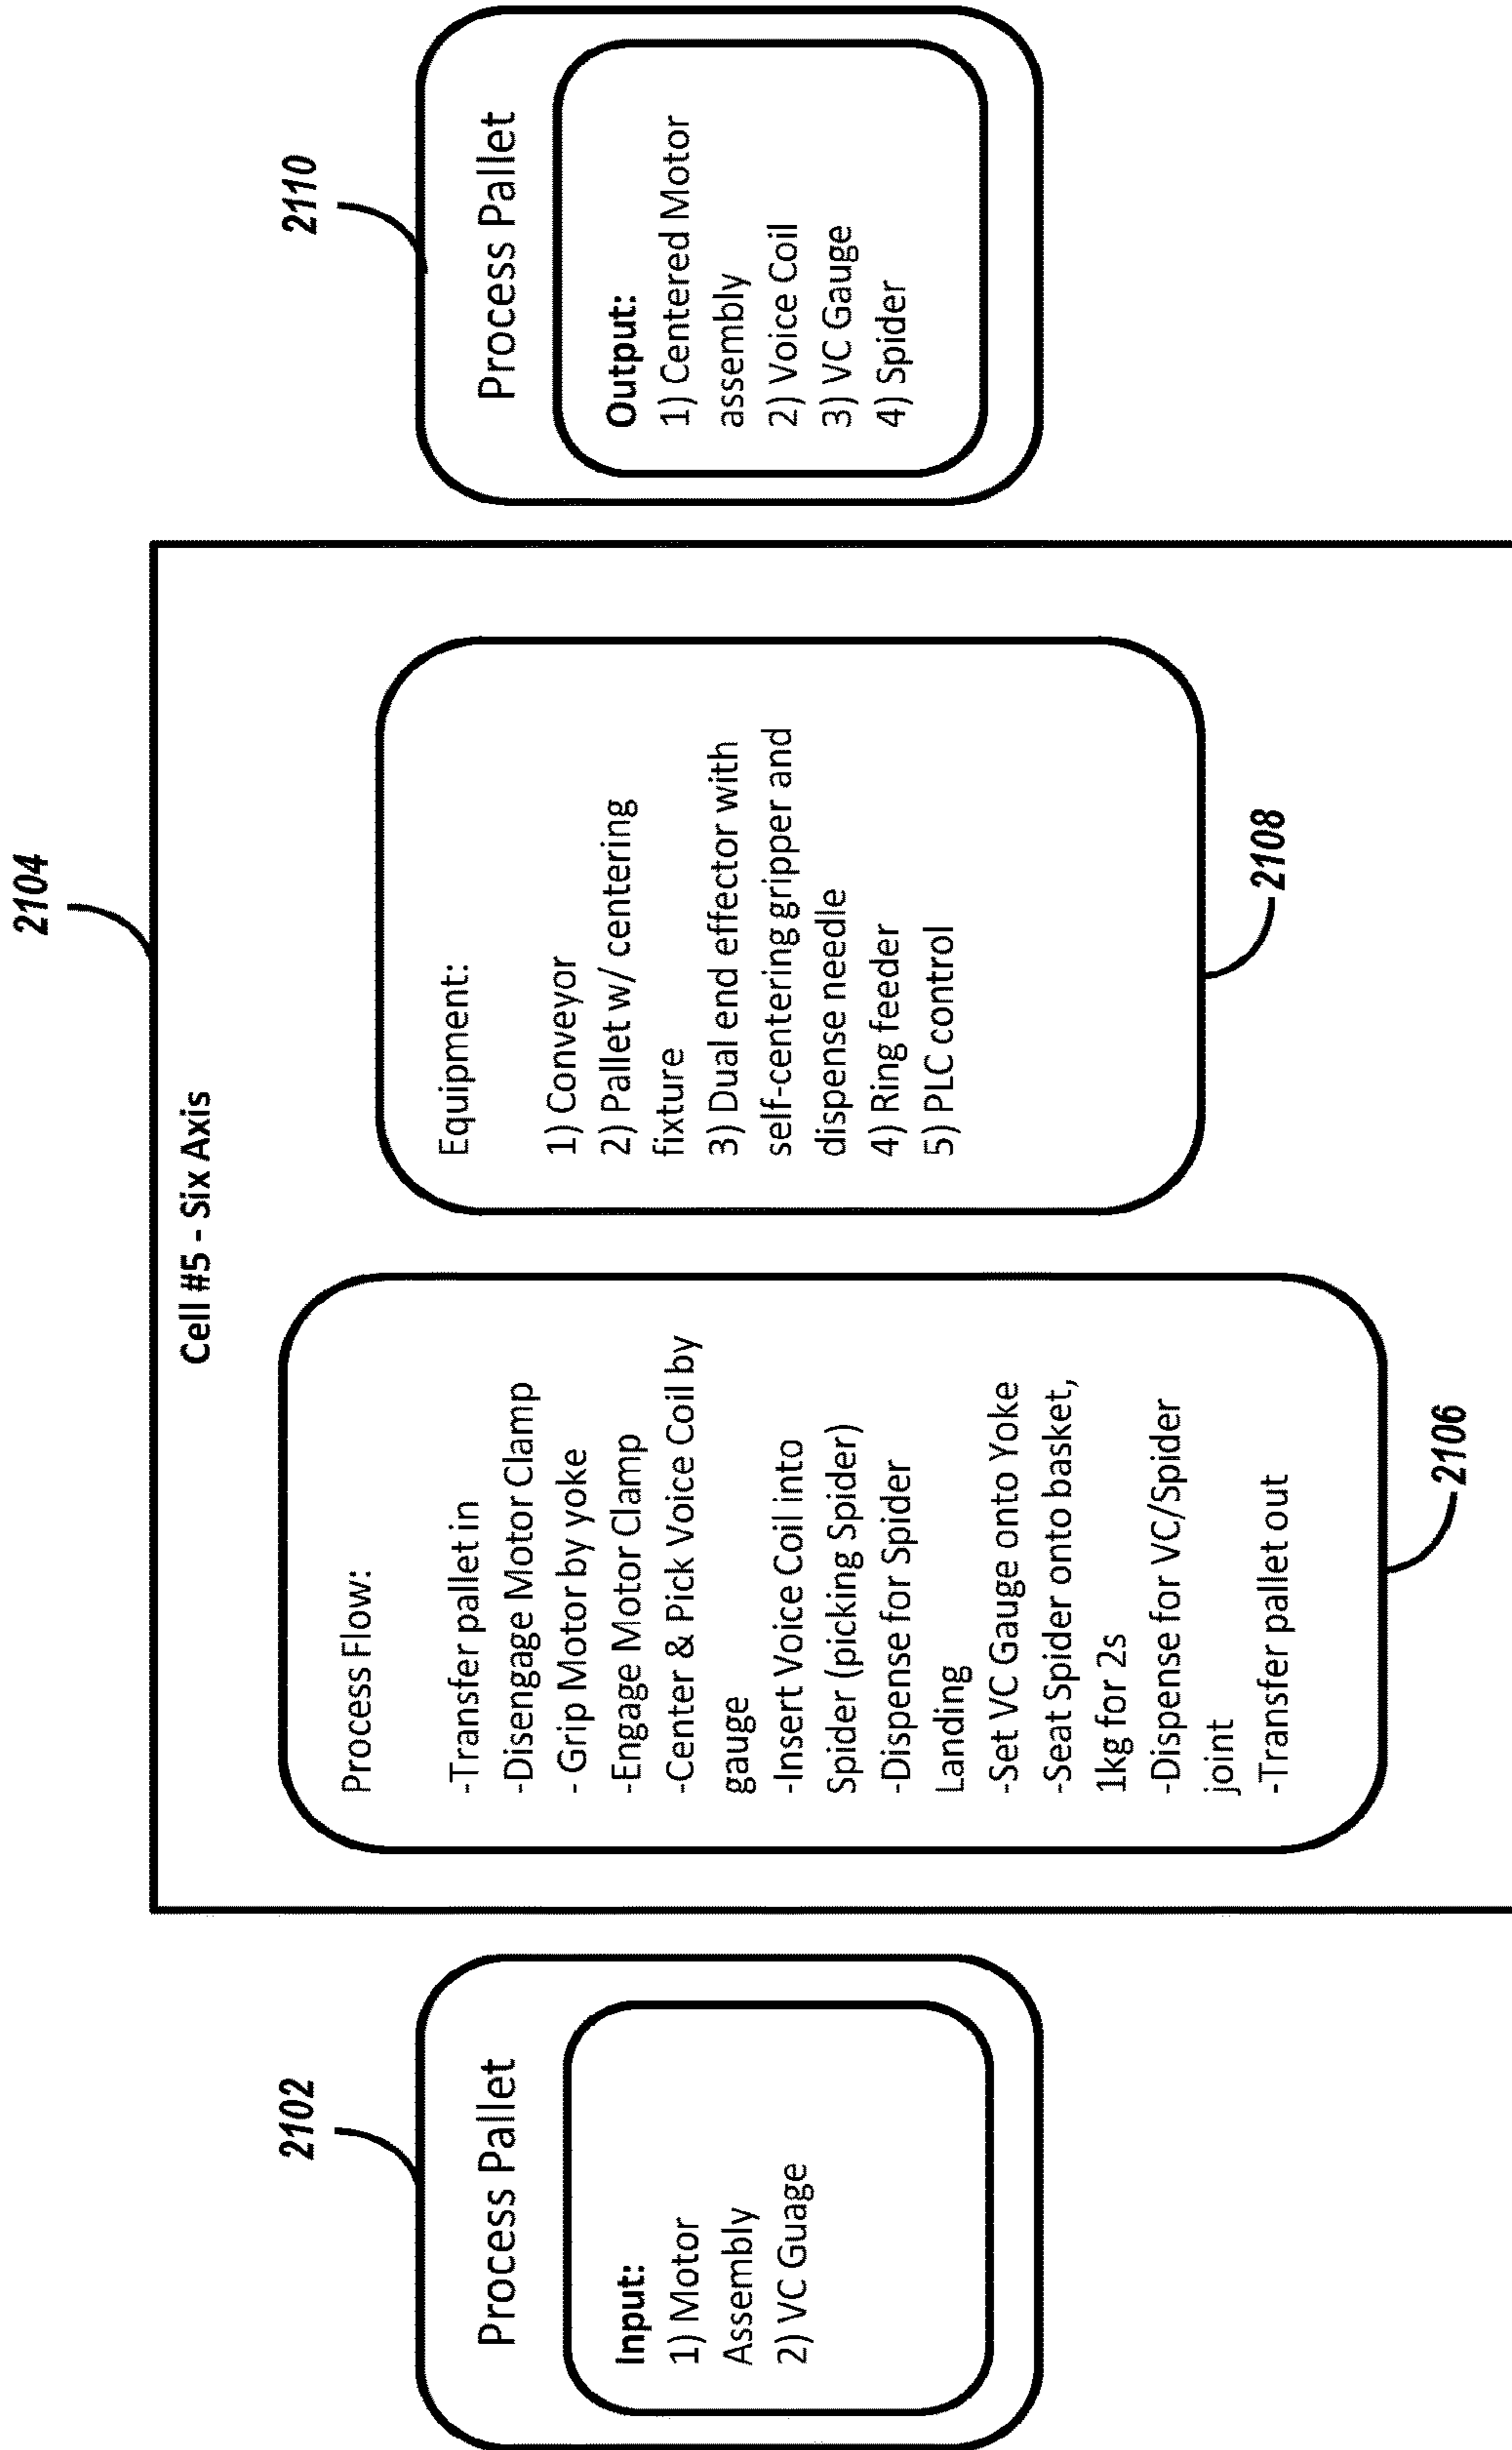 2102
Process Pallet
Input:
1) Motor
Assembly
2) VC Guage
2104
Cell #5 - Six Axis
Process Flow:
-Transfer pallet in
-Disengage Motor Clamp
- Grip Motor by yoke
-Engage Motor Clamp
-Center & Pick Voice Coil by
gauge
-Insert Voice Coil into
Spider (picking Spider)
-Dispense for Spider
Landing
-Set VC Gauge onto Yoke
-Seat Spider onto basket,
1kg for 2s
-Dispense for VC/Spider
joint
-Transfer pallet out
2106
Equipment:
1) Conveyor
2) Pallet w/ centering
fixture
3) Dual end effector with
self-centering gripper and
dispense needle
4) Ring feeder
5) PLC control
2108
2110
Process Pallet
Output:
1) Centered Motor
assembly
2) Voice Coil
3) VC Gauge
4) Spider